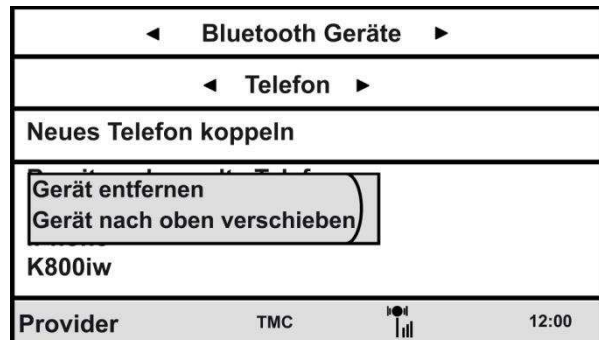 Bluetooth Geräte
Telefon
Neues Telefon koppeln
Gerät entfernen
Gerät nach oben verschieben
K800iw
Provider TMC 12:00